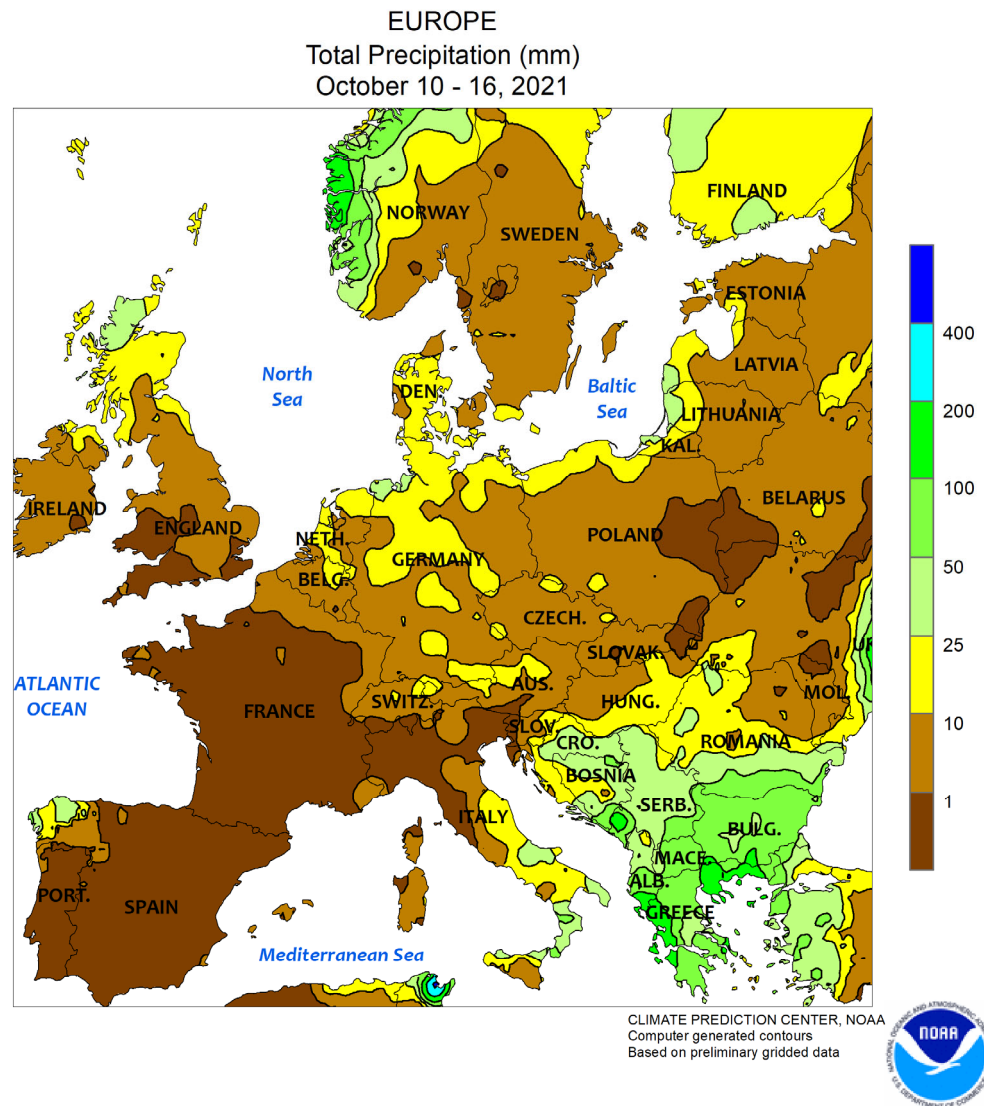 EUROPE
Total Precipitation (mm)
October 10 - 16, 2021
FINLAND
NORWAY
SWEDEN
ESTONIA
North
Sea
LATVIA
DEN.
Baltic
Sea
LITHUANIA
KAL.
400
200
100
50
25
10
1
IRELAND
ENGLAND
BELARUS
NETH.
POLAND
GERMANY
BELG.
CZECH.
SLOVAK.
ATLANTIC
OCEAN
FRANCE
SWITZ.
AUS.
HUNG.
MOL.
SLOV.
CRO.
ROMANIA
BOSNIA
SERB.
ITALY
BULG.
MACE.
ALB.
PORT.
SPAIN
GREECE
Mediterranean Sea
CLIMATE PREDICTION CENTER, NOAA
Computer generated contours
Based on preliminary gridded data
NOAA